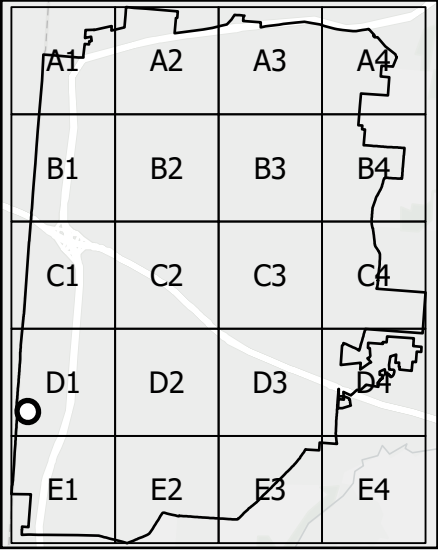 A1 A2 A3 A4
B1 B2 B3 B4
C1 C2 C3 C4
D1 D2 D3 D4
E1 E2 E3 E4